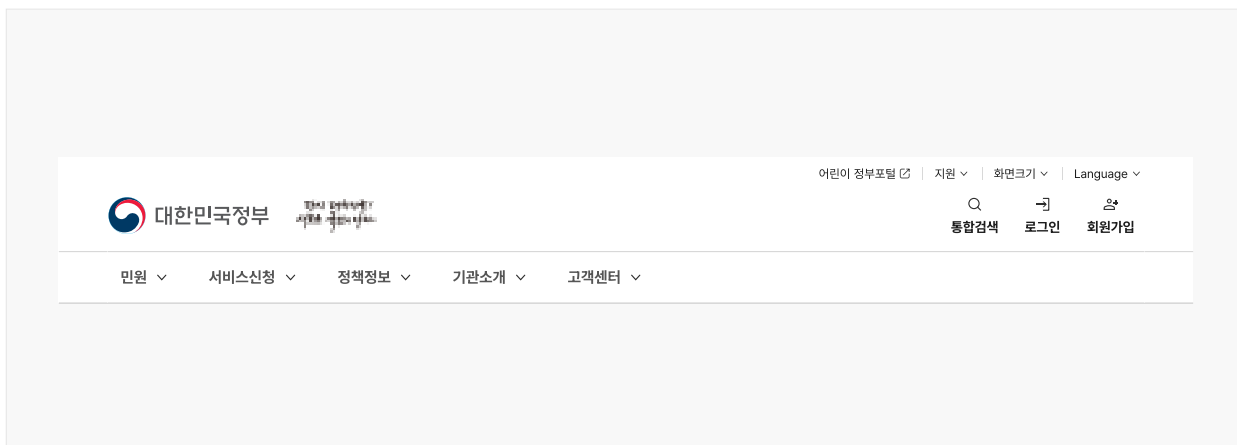 어린이 정부포털 지원 화면크기 Language
대한민국정부
통합검색 로그인 회원가입
민원 서비스신청 정책정보 기관소개 고객센터